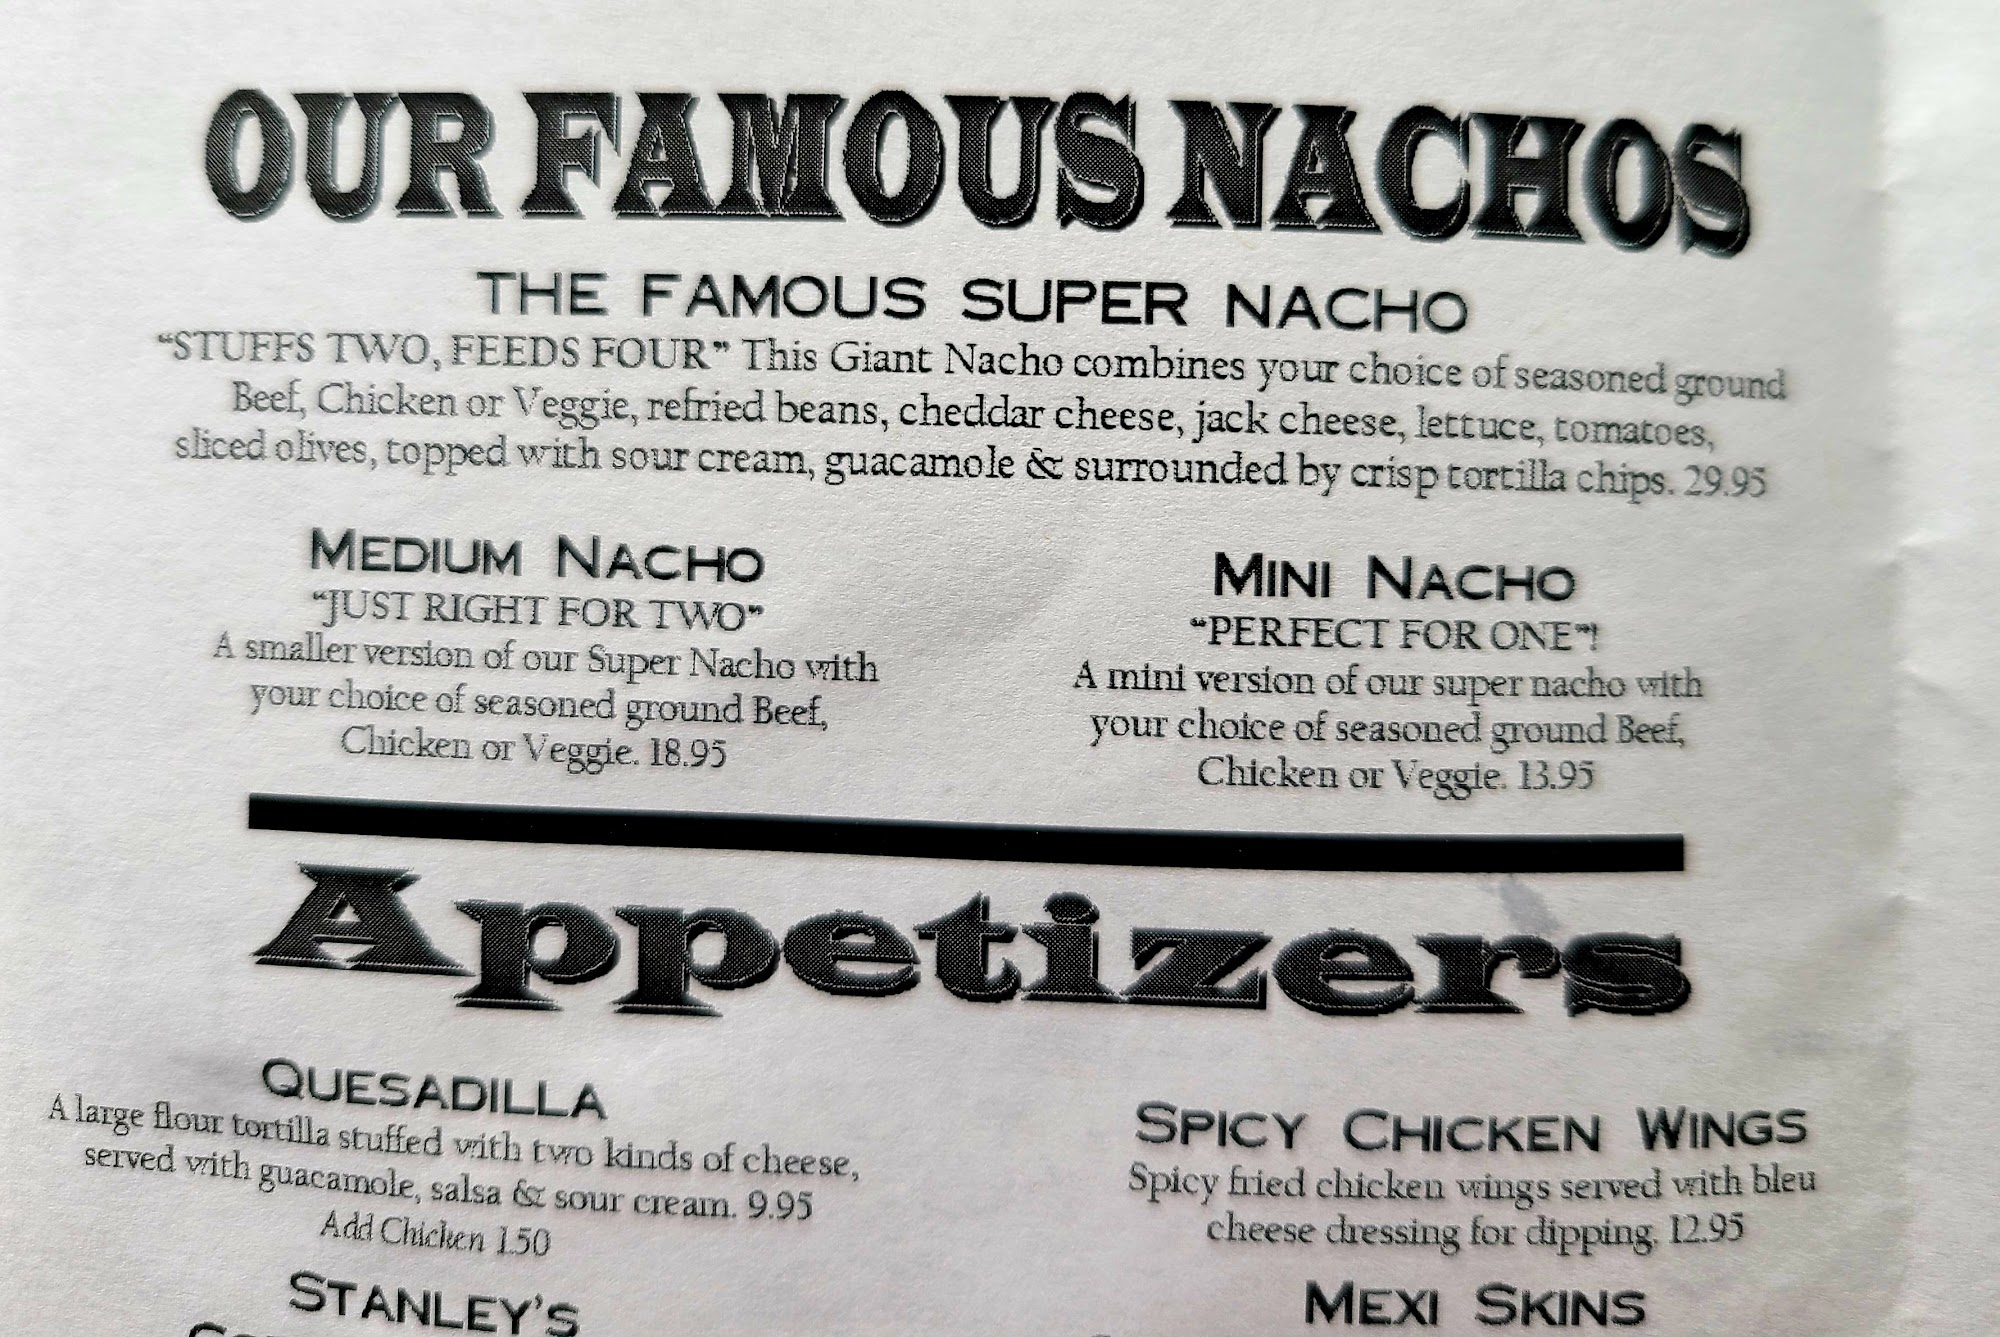 OUR FAMOUS NACHOS
THE FAMOUS SUPER NACHO
“STUFFS TWO, FEEDS FOUR” This Giant Nacho combines your choice of seasoned ground
Beef, Chicken or Veggie, refried beans, cheddar cheese, jack cheese, lettuce, tomatoes,
sliced olives, topped with sour cream, guacamole & surrounded by crisp tortilla chips. 29.95
MEDIUM NACHO
“JUST RIGHT FOR TWO”
A smaller version of our Super Nacho with
your choice of seasoned ground Beef,
Chicken or Veggie. 18.95
MINI NACHO
“PERFECT FOR ONE”!
A mini version of our super nacho with
your choice of seasoned ground Beef,
Chicken or Veggie. 13.95
Appetizers
QUESADILLA
A large flour tortilla stuffed with two kinds of cheese,
served with guacamole, salsa & sour cream. 9.95
Add Chicken 1.50
STANLEY’S
SPICY CHICKEN WINGS
Spicy fried chicken wings served with bleu
cheese dressing for dipping. 12.95
MEXI SKINS